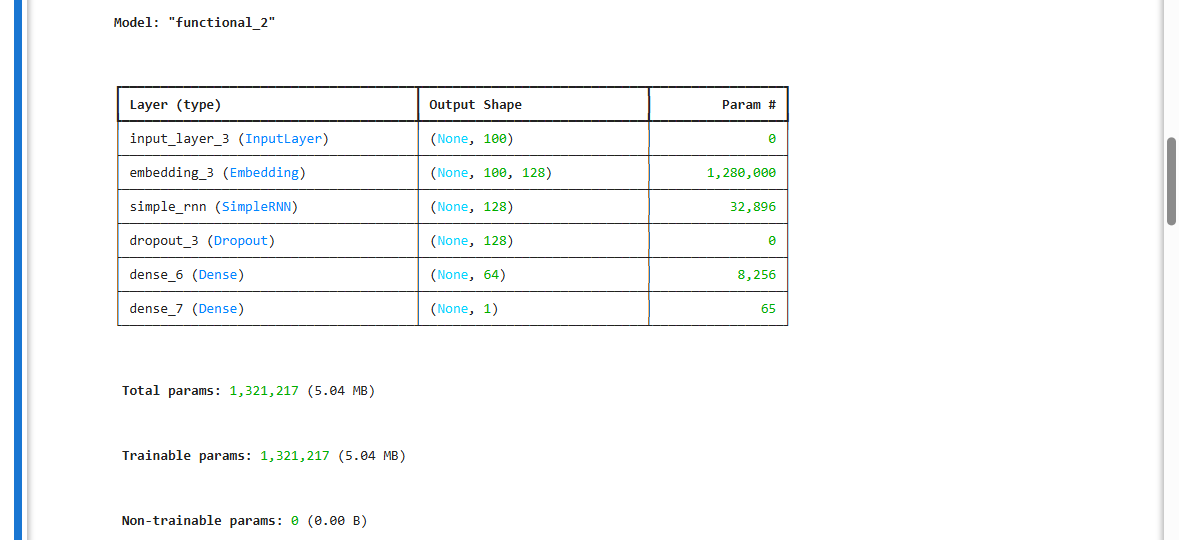 Model: "functional_2"
Layer (type) Output Shape Param #
input_layer_3 (InputLayer) (None, 100) 0
embedding_3 (Embedding) (None, 100, 128) 1,280,000
simple_rnn (SimpleRNN) (None, 128) 32,896
dropout_3 (Dropout) (None, 128) 0
dense_6 (Dense) (None, 64) 8,256
dense_7 (Dense) (None, 1) 65
Total params: 1,321,217 (5.04 MB)
Trainable params: 1,321,217 (5.04 MB)
Non-trainable params: 0 (0.00 B)